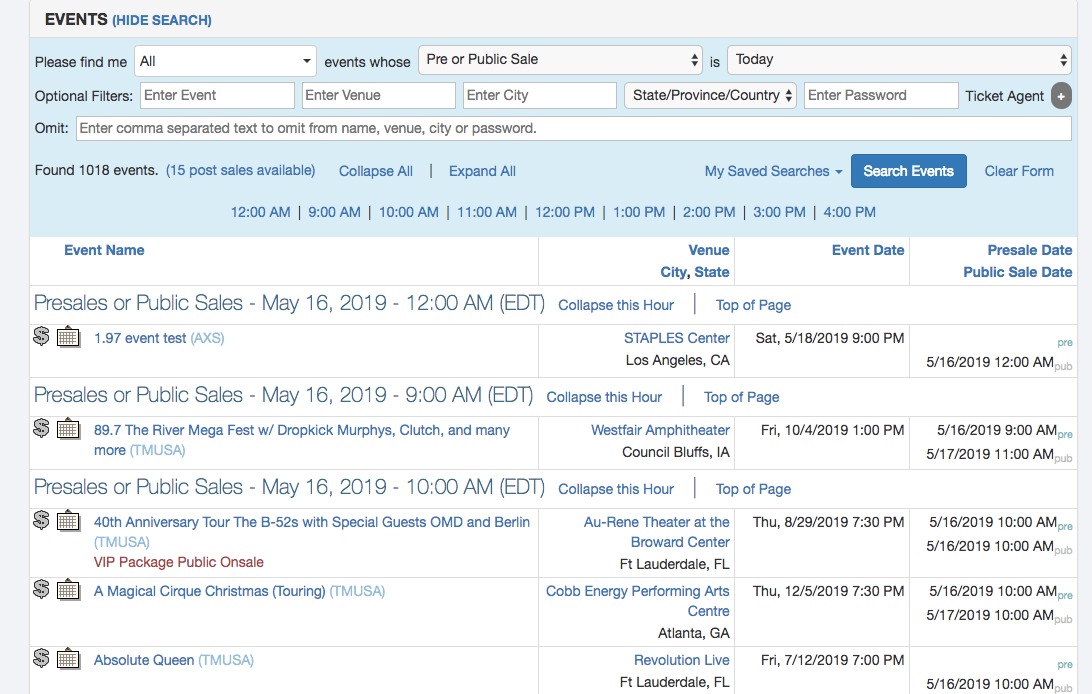 EVENTS (HIDE SEARCH)
Please find me All events whose Pre or Public Sale is Today
Optional Filters: Enter Event Enter Venue Enter City State/Province/Country Enter Password Ticket Agent +
Omit: Enter comma separated text to omit from name, venue, city or password.
Found 1018 events. (15 post sales available) Collapse All | Expand All My Saved Searches Search Events Clear Form
12:00 AM | 9:00 AM | 10:00 AM | 11:00 AM | 12:00 PM | 1:00 PM | 2:00 PM | 3:00 PM | 4:00 PM
Event Name Venue Event Date Presale Date
City, State Public Sale Date
Presales or Public Sales - May 16, 2019 - 12:00 AM (EDT) Collapse this Hour | Top of Page
1.97 event test (AXS) STAPLES Center Sat, 5/18/2019 9:00 PM pre
Los Angeles, CA 5/16/2019 12:00 AM pub
Presales or Public Sales - May 16, 2019 - 9:00 AM (EDT) Collapse this Hour | Top of Page
89.7 The River Mega Fest w/ Dropkick Murphys, Clutch, and many Westfair Amphitheater Fri, 10/4/2019 1:00 PM 5/16/2019 9:00 AM pre
more (TMUSA) Council Bluffs, IA 5/17/2019 11:00 AM pub
Presales or Public Sales - May 16, 2019 - 10:00 AM (EDT) Collapse this Hour | Top of Page
40th Anniversary Tour The B-52s with Special Guests OMD and Berlin Au-Rene Theater at the Thu, 8/29/2019 7:30 PM 5/16/2019 10:00 AM pre
(TMUSA) Broward Center 5/16/2019 10:00 AM pub
VIP Package Public Onsale Ft Lauderdale, FL
A Magical Cirque Christmas (Touring) (TMUSA) Cobb Energy Performing Arts Thu, 12/5/2019 7:30 PM 5/16/2019 10:00 AM pre
Centre 5/17/2019 10:00 AM pub
Atlanta, GA
Absolute Queen (TMUSA) Revolution Live Fri, 7/12/2019 7:00 PM pre
Ft Lauderdale, FL 5/16/2019 10:00 AM pub